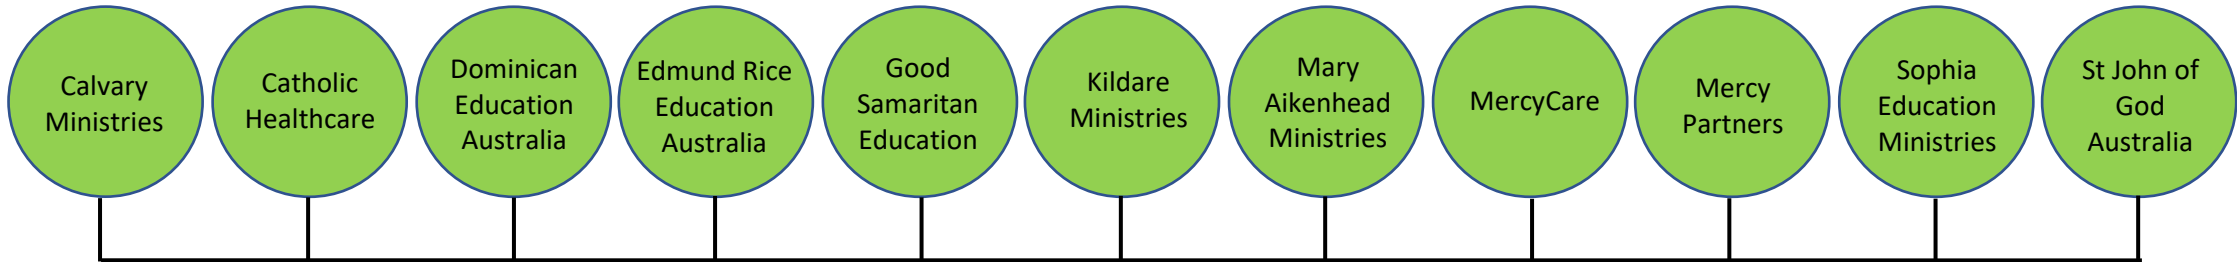 Calvary
Ministries
Catholic
Healthcare
Dominican
Education
Australia
Edmund Rice
Education
Australia
Good
Samaritan
Education
Kildare
Ministries
Mary
Aikenhead
Ministries
MercyCare
Mercy
Partners
Sophia
Education
Ministries
St John of
God
Australia